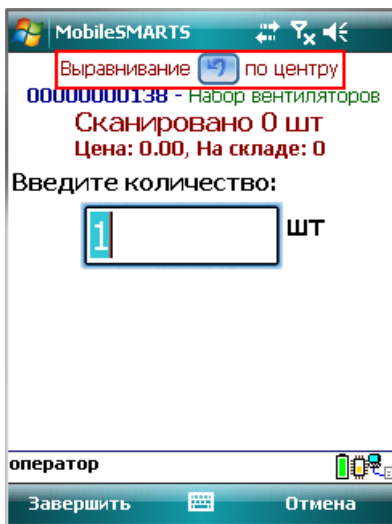 MobileSMARTS
Выравнивание по центру
00000000138 - Набор вентиляторов
Сканировано 0 шт
Цена: 0.00, На складе: 0
Введите количество:
1 шт
оператор
Завершить Отмена